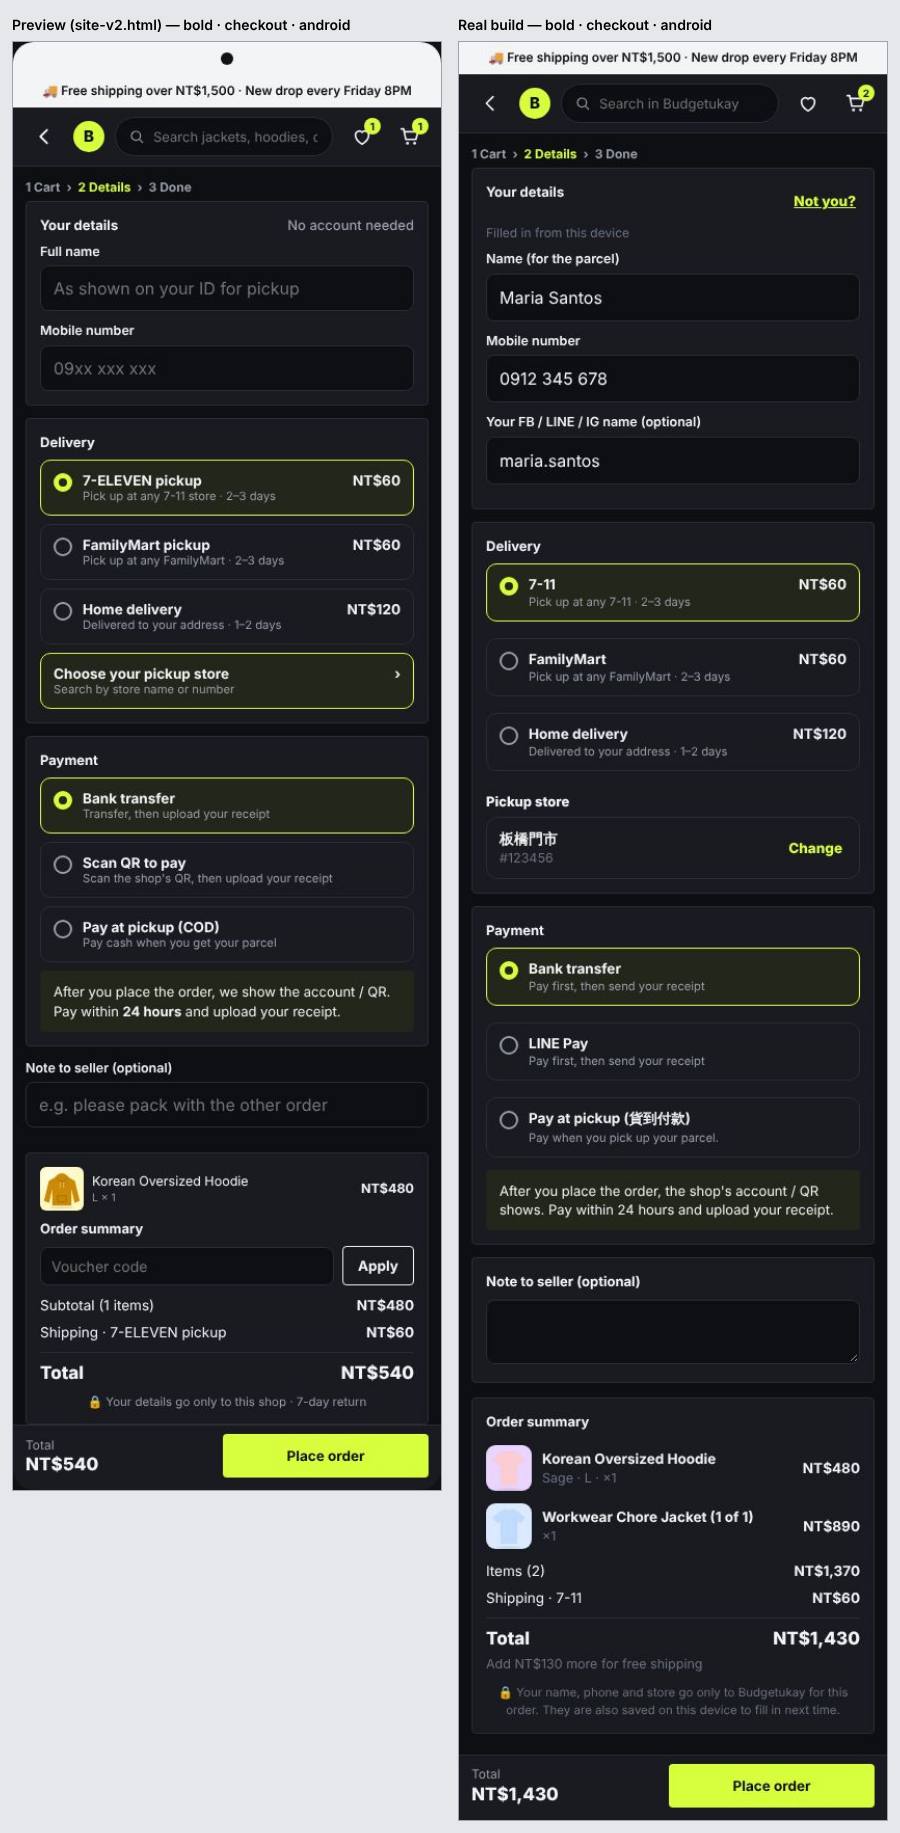 Preview (site-v2.html) — bold · checkout · android
🚚 Free shipping over NT$1,500 · New drop every Friday 8PM
B
Search jackets, hoodies, c
1
1
1 Cart › 2 Details › 3 Done
Your details
No account needed
Full name
As shown on your ID for pickup
Mobile number
09xx xxx xxx
Delivery
7-ELEVEN pickup
NT$60
Pick up at any 7-11 store · 2–3 days
FamilyMart pickup
NT$60
Pick up at any FamilyMart · 2–3 days
Home delivery
NT$120
Delivered to your address · 1–2 days
Choose your pickup store ›
Search by store name or number
Payment
Bank transfer
Transfer, then upload your receipt
Scan QR to pay
Scan the shop's QR, then upload your receipt
Pay at pickup (COD)
Pay cash when you get your parcel
After you place the order, we show the account / QR.
Pay within 24 hours and upload your receipt.
Note to seller (optional)
e.g. please pack with the other order
Korean Oversized Hoodie
L × 1
NT$480
Order summary
Voucher code
Apply
Subtotal (1 items)
NT$480
Shipping · 7-ELEVEN pickup
NT$60
Total
NT$540
🔒 Your details go only to this shop · 7-day return
Total
NT$540
Place order
Real build — bold · checkout · android
🚚 Free shipping over NT$1,500 · New drop every Friday 8PM
B
Search in Budgetukay
2
1 Cart › 2 Details › 3 Done
Your details
Not you?
Filled in from this device
Name (for the parcel)
Maria Santos
Mobile number
0912 345 678
Your FB / LINE / IG name (optional)
maria.santos
Delivery
7-11
NT$60
Pick up at any 7-11 · 2–3 days
FamilyMart
NT$60
Pick up at any FamilyMart · 2–3 days
Home delivery
NT$120
Delivered to your address · 1–2 days
Pickup store
板橋門市
#123456
Change
Payment
Bank transfer
Pay first, then send your receipt
LINE Pay
Pay first, then send your receipt
Pay at pickup (貨到付款)
Pay when you pick up your parcel.
After you place the order, the shop's account / QR
shows. Pay within 24 hours and upload your receipt.
Note to seller (optional)
Order summary
Korean Oversized Hoodie
Sage · L · ×1
NT$480
Workwear Chore Jacket (1 of 1)
×1
NT$890
Items (2)
NT$1,370
Shipping · 7-11
NT$60
Total
NT$1,430
Add NT$130 more for free shipping
🔒 Your name, phone and store go only to Budgetukay for this
order. They are also saved on this device to fill in next time.
Total
NT$1,430
Place order